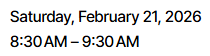 Saturday, February 21, 2026
8:30 AM – 9:30 AM